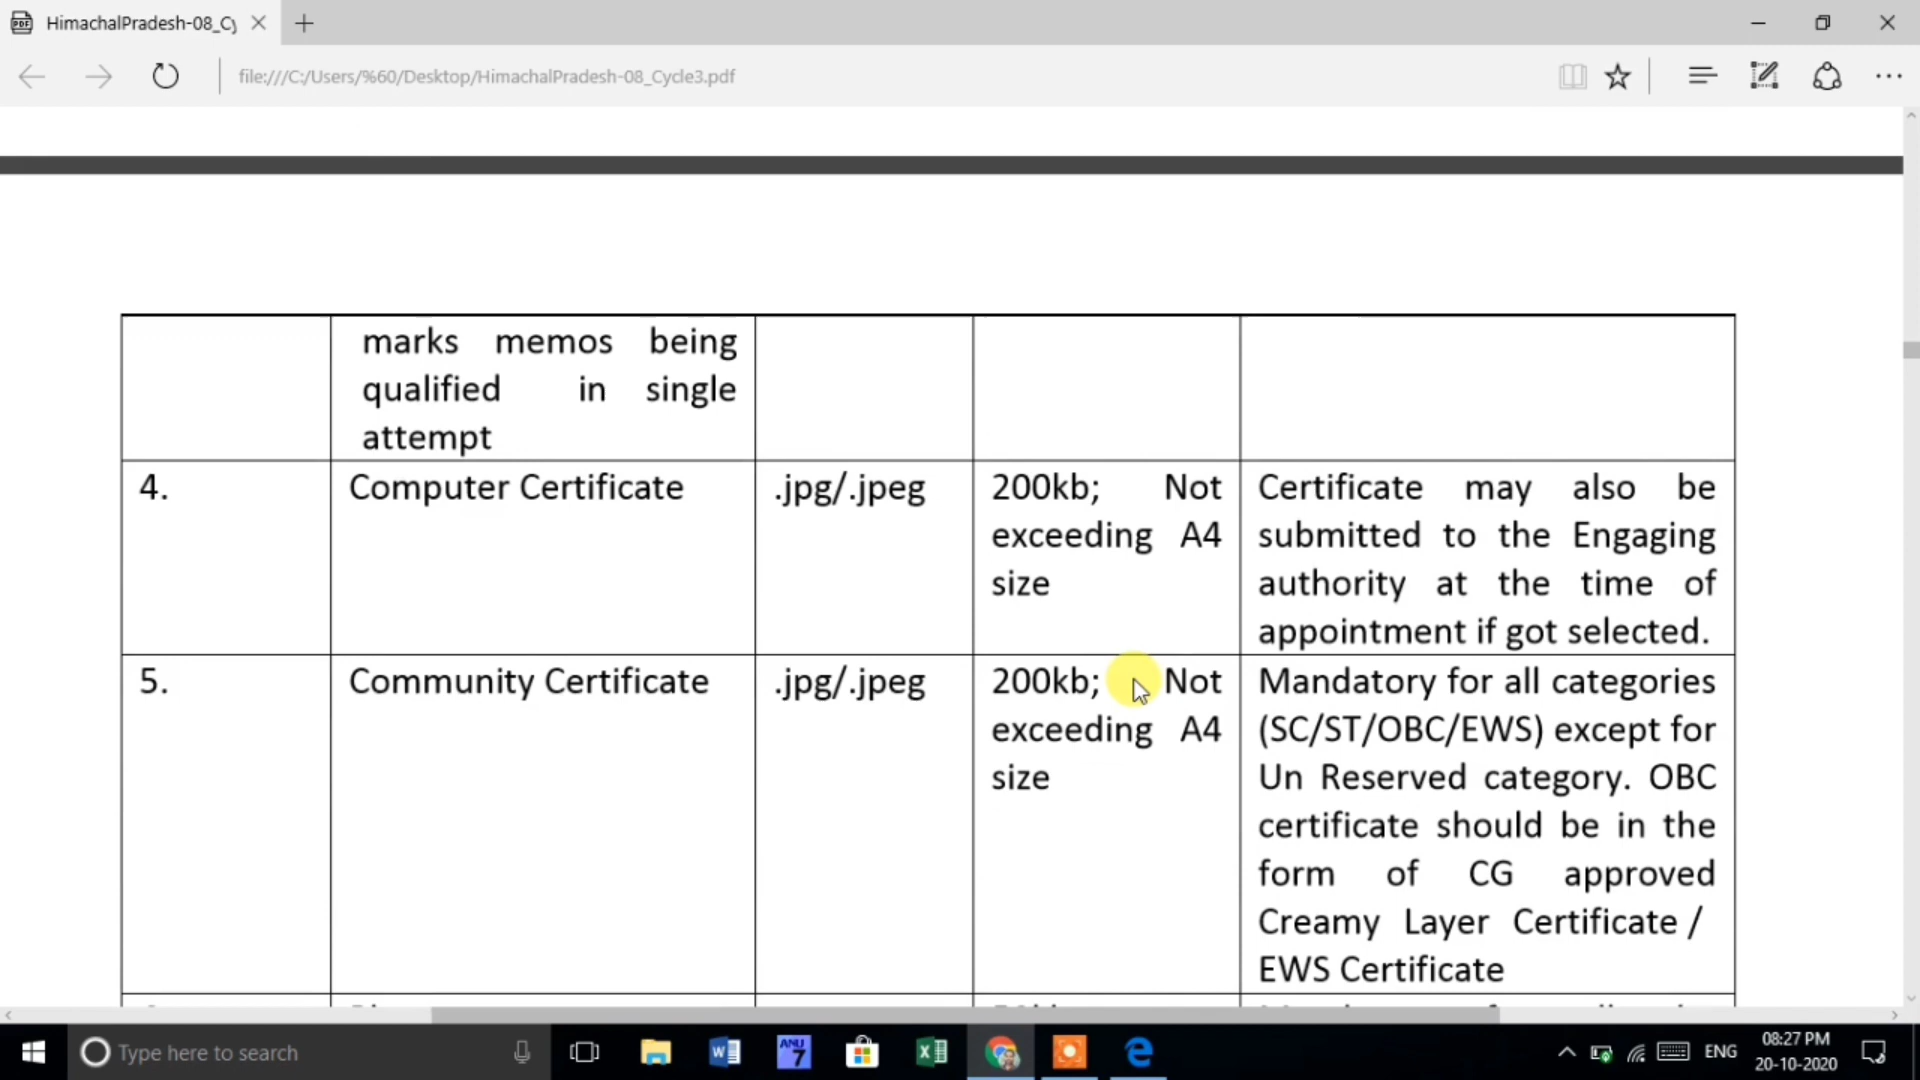 HimachalPradesh-08_Cy
file:///C:/Users/%60/Desktop/HimachalPradesh-08_Cycle3.pdf
marks memos being
qualified in single
attempt
4.
Computer Certificate
.jpg/.jpeg
200kb; Not
exceeding A4
size
Certificate may also be
submitted to the Engaging
authority at the time of
appointment if got selected.
5.
Community Certificate
.jpg/.jpeg
200kb; Not
exceeding A4
size
Mandatory for all categories
(SC/ST/OBC/EWS) except for
Un Reserved category. OBC
certificate should be in the
form of CG approved
Creamy Layer Certificate /
EWS Certificate
Type here to search
ANU
7
ENG
08:27 PM
20-10-2020